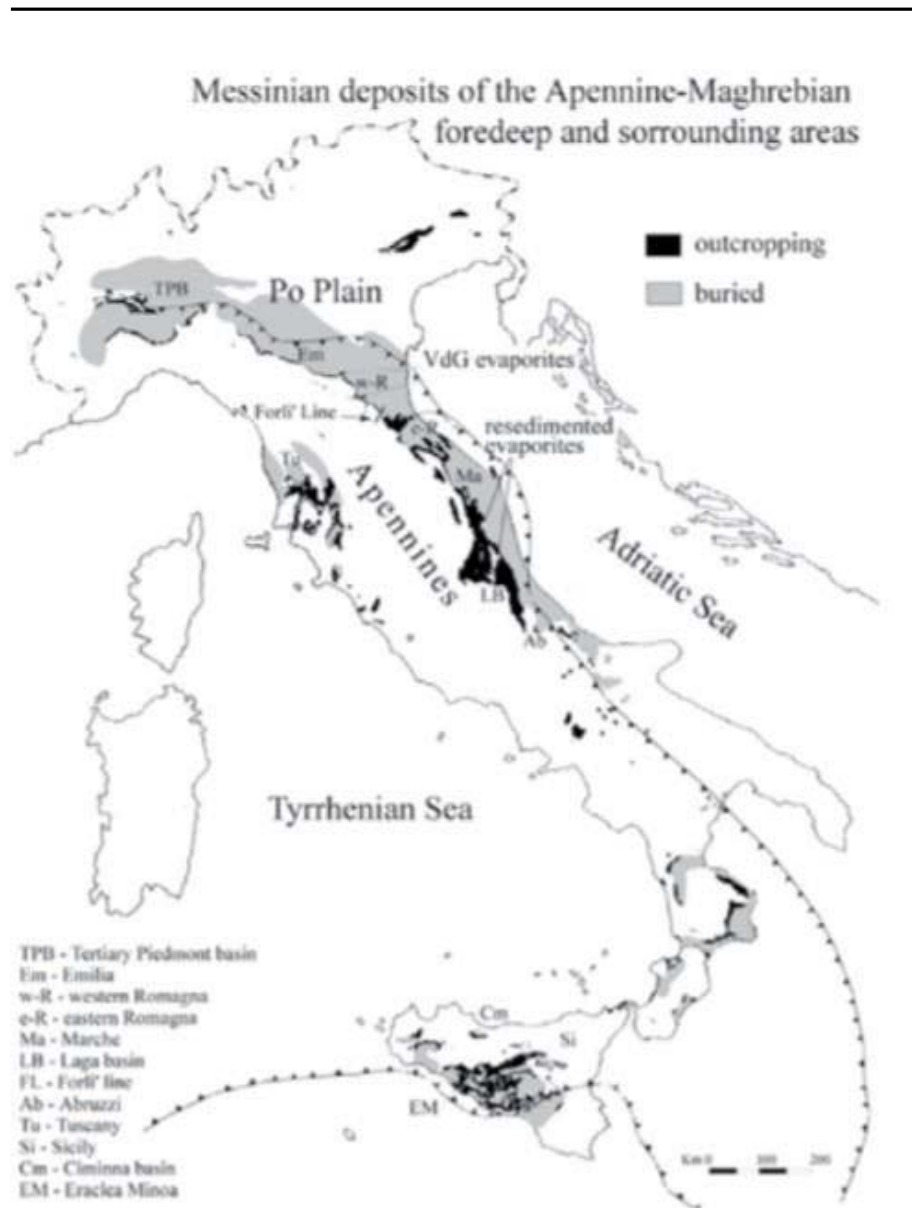 Messinian deposits of the Apennine-Maghrebian
foredeep and sorrounding areas
outcropping
buried
TPB
Po Plain
Em
VdG evaporites
w-R
Forli' Line
e-R
resedimented
evaporites
Tu
Ma
Apennines
Adriatic Sea
LB
Ab
Tyrrhenian Sea
TPB - Tertiary Piedmont basin
Em - Emilia
w-R - western Romagna
e-R - eastern Romagna
Ma - Marche
LB - Laga basin
FL - Forli' line
Ab - Abruzzi
Tu - Tuscany
Si - Sicily
Cm - Ciminna basin
EM - Eraclea Minoa
Cm
Si
EM
Km 0 100 200